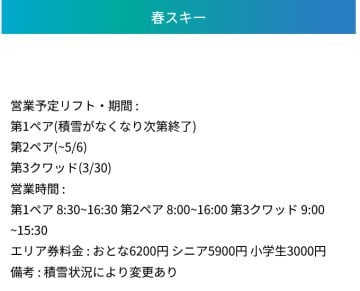 春スキー
営業予定リフト・期間 :
第1ペア(積雪がなくなり次第終了)
第2ペア(~5/6)
第3クワッド(3/30)
営業時間 :
第1ペア 8:30~16:30 第2ペア 8:00~16:00 第3クワッド 9:00
~15:30
エリア券料金 : おとな6200円 シニア5900円 小学生3000円
備考 : 積雪状況により変更あり